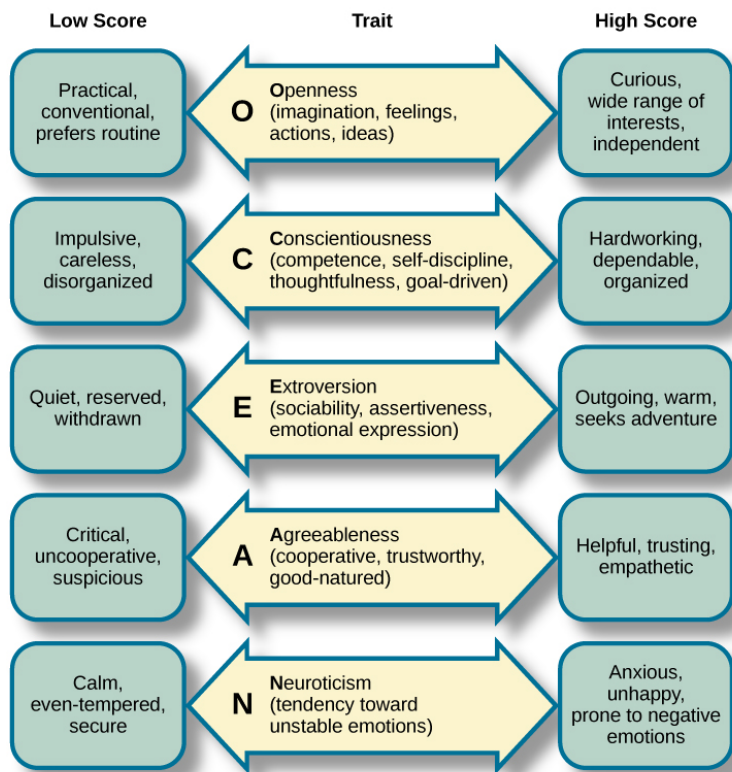 Low Score
Trait
High Score
Practical,
conventional,
prefers routine
O
Openness
(imagination, feelings,
actions, ideas)
Curious,
wide range of
interests,
independent
Impulsive,
careless,
disorganized
C
Conscientiousness
(competence, self-discipline,
thoughtfulness, goal-driven)
Hardworking,
dependable,
organized
Quiet, reserved,
withdrawn
E
Extroversion
(sociability, assertiveness,
emotional expression)
Outgoing, warm,
seeks adventure
Critical,
uncooperative,
suspicious
A
Agreeableness
(cooperative, trustworthy,
good-natured)
Helpful, trusting,
empathetic
Calm,
even-tempered,
secure
N
Neuroticism
(tendency toward
unstable emotions)
Anxious,
unhappy,
prone to negative
emotions